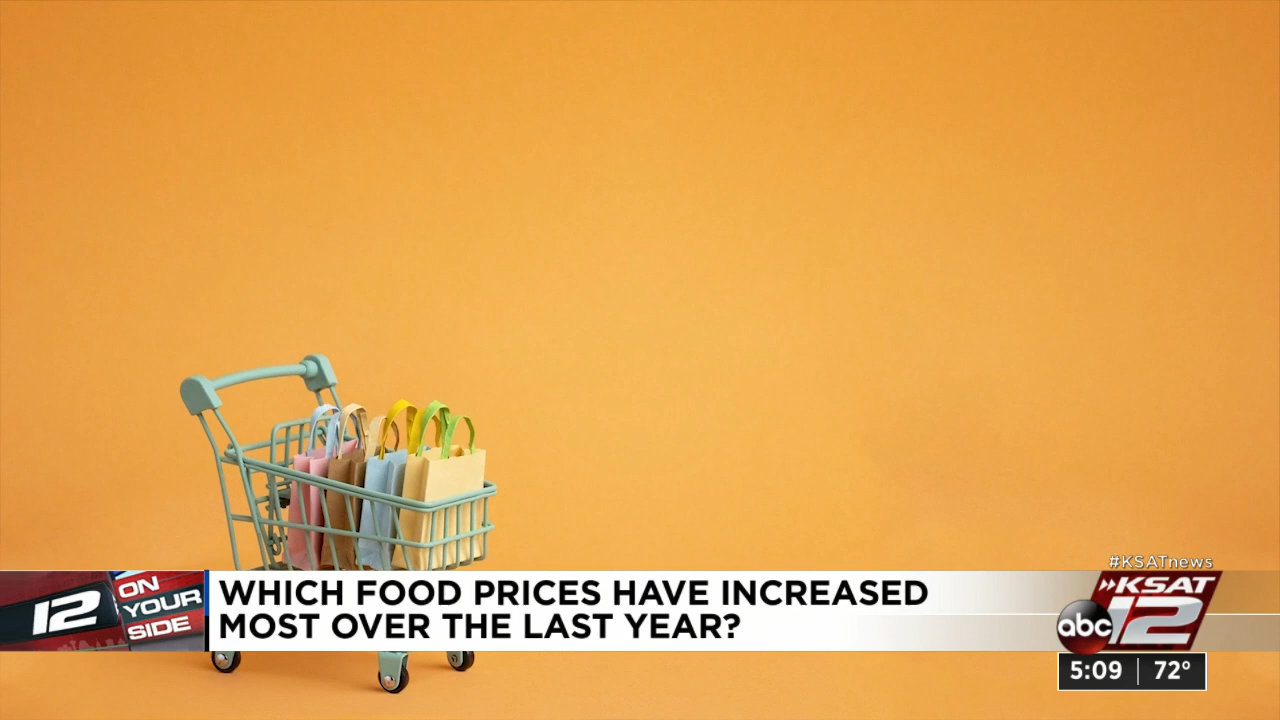 12 ON
YOUR
SIDE
WHICH FOOD PRICES HAVE INCREASED
MOST OVER THE LAST YEAR?
#KSATnews
KSAT
abc 12
5:09 72°